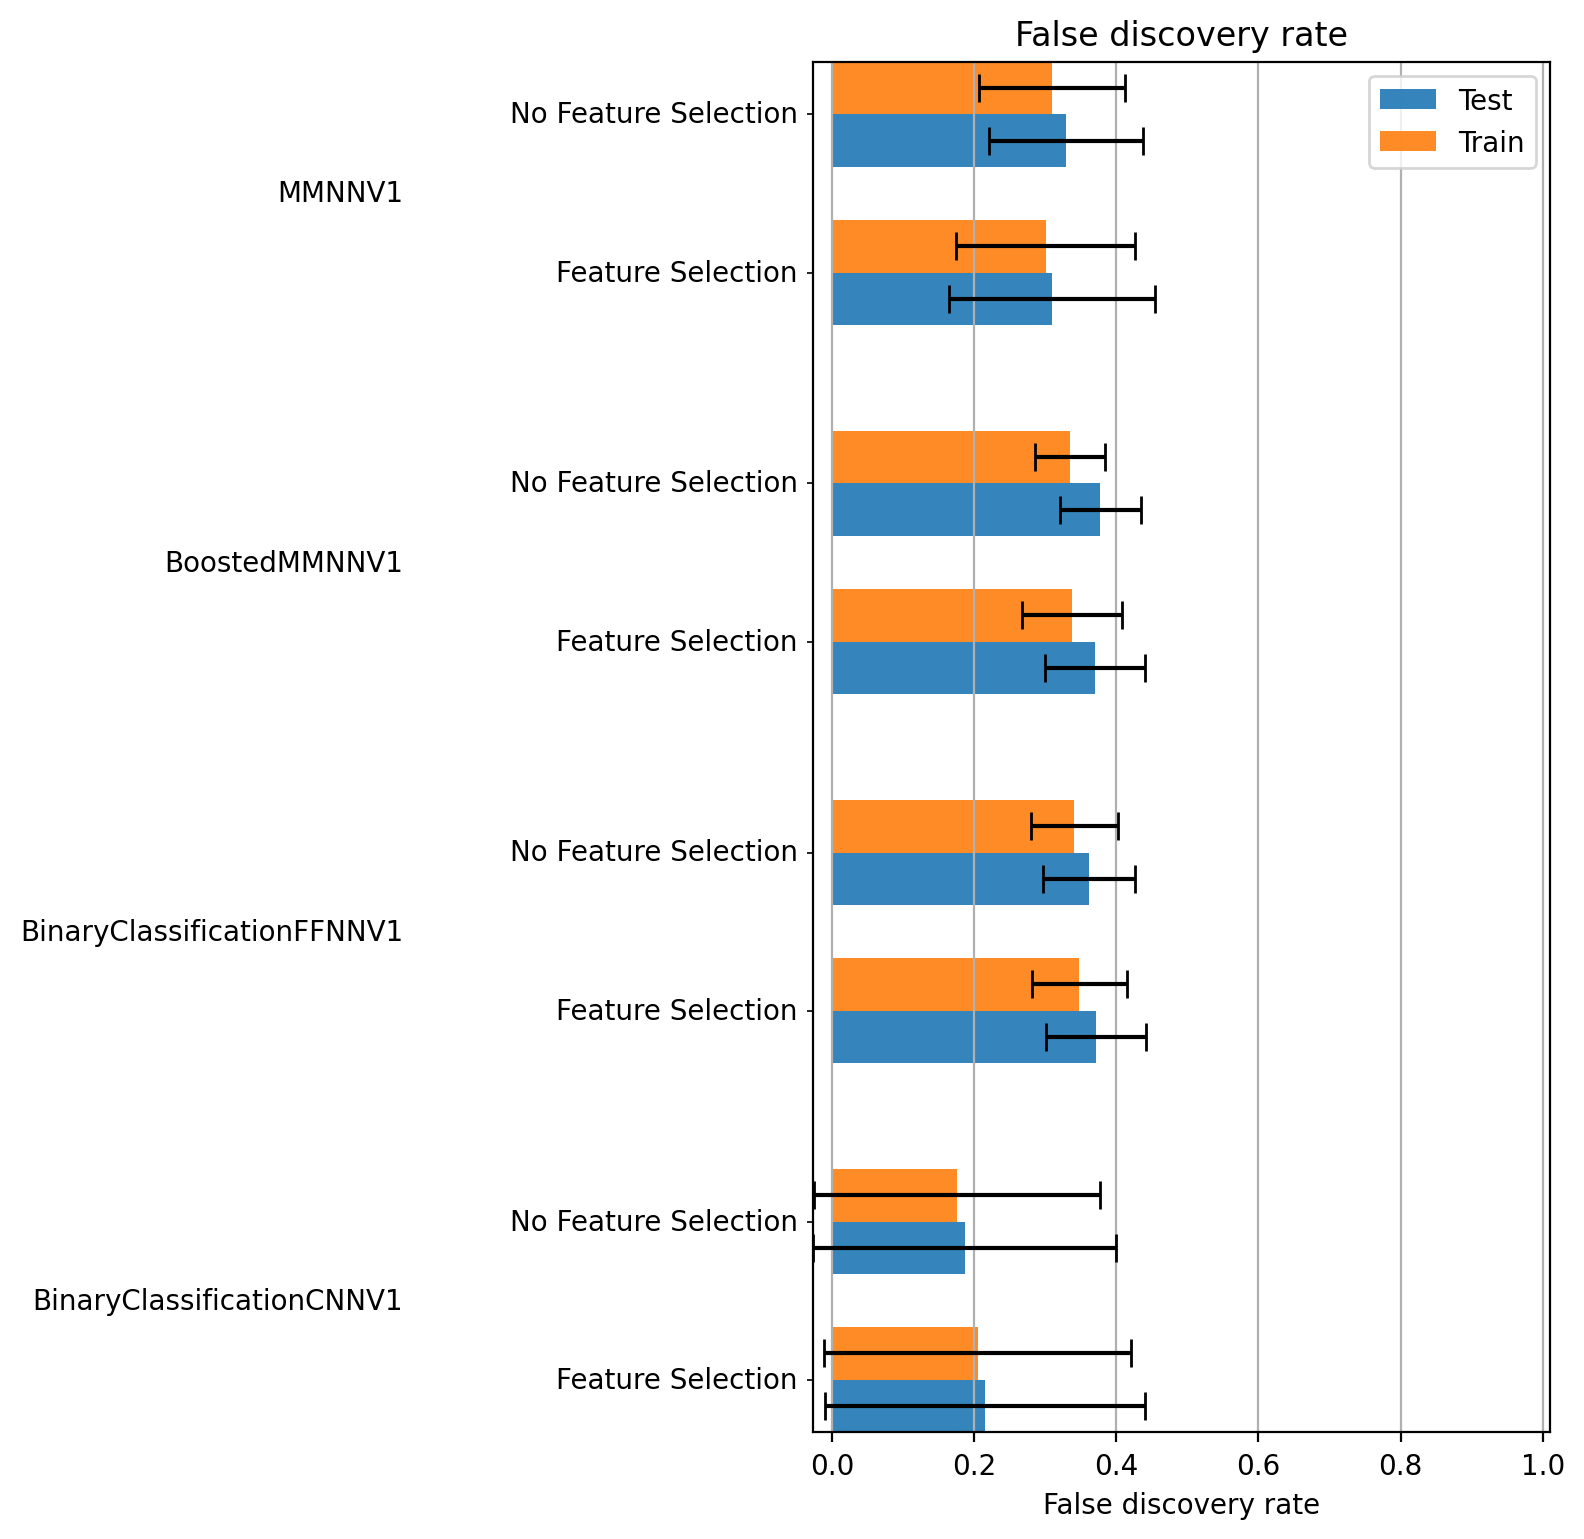 False discovery rate
Test
Train
No Feature Selection
MMNNV1
Feature Selection
No Feature Selection
BoostedMMNNV1
Feature Selection
No Feature Selection
BinaryClassificationFFNNV1
Feature Selection
No Feature Selection
BinaryClassificationCNNV1
Feature Selection
0.0 0.2 0.4 0.6 0.8 1.0
False discovery rate